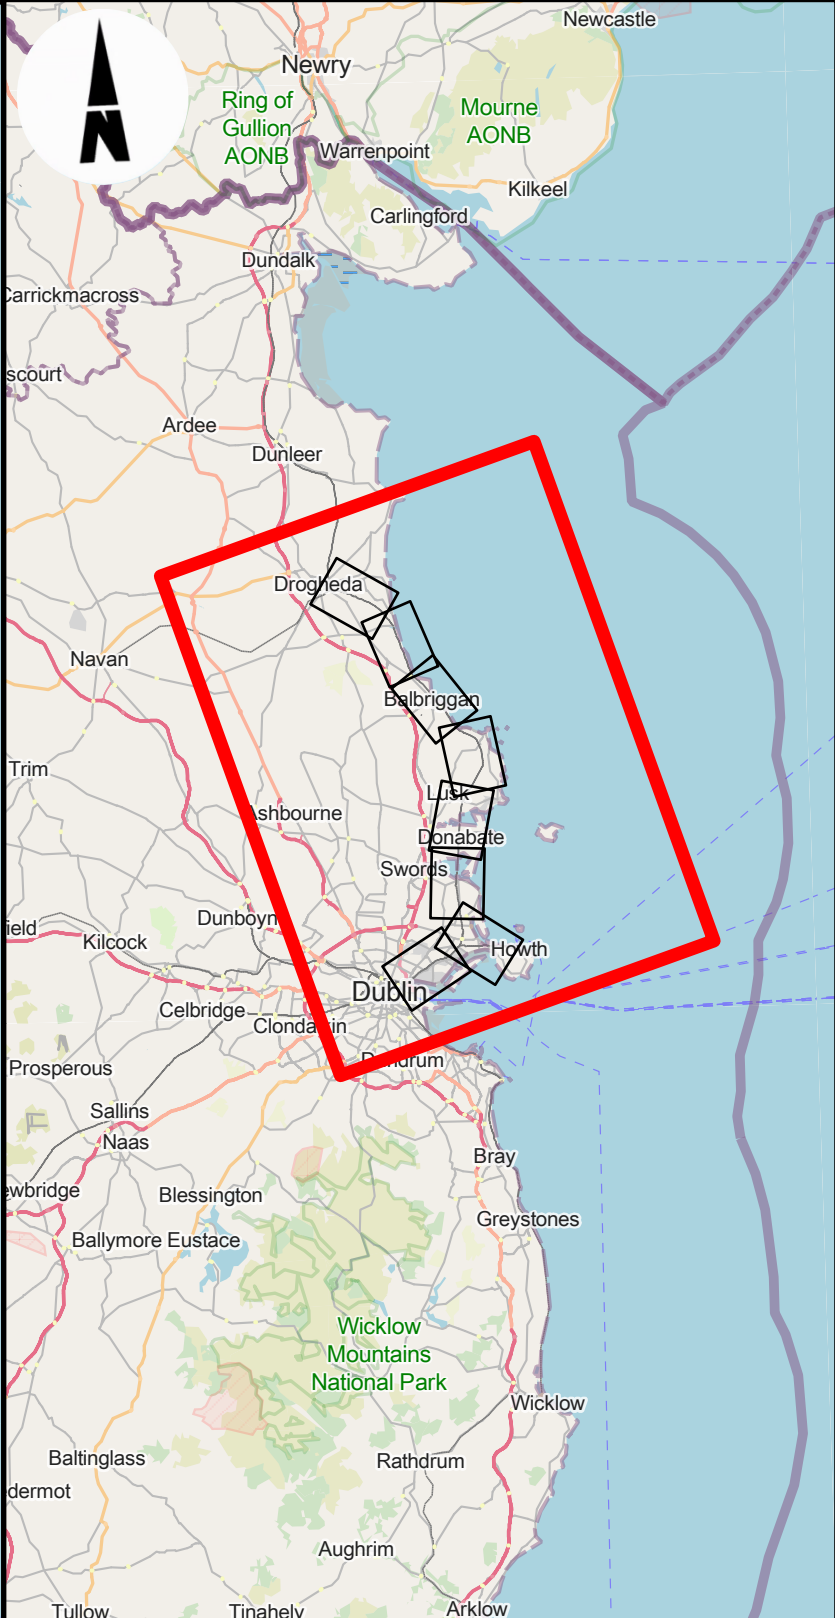 Newcastle
Newry
Ring of
Gullion
AONB
Mourne
AONB
Warrenpoint
N
Kilkeel
Carlingford
Dundalk
Carrickmacross
scourt
Ardee
Dunleer
Drogheda
Navan
Balbriggan
Trim
Lusk
Ashbourne
Donabate
Swords
Dunboyn
ield
Kilcock
Howth
Dublin
Celbridge
Clondalkin
Dundrum
Prosperous
Sallins
Naas
Bray
ewbridge
Blessington
Greystones
Ballymore Eustace
Wicklow
Mountains
National Park
Wicklow
Baltinglass
Rathdrum
dermot
Aughrim
Tullow
Tinahely
Arklow